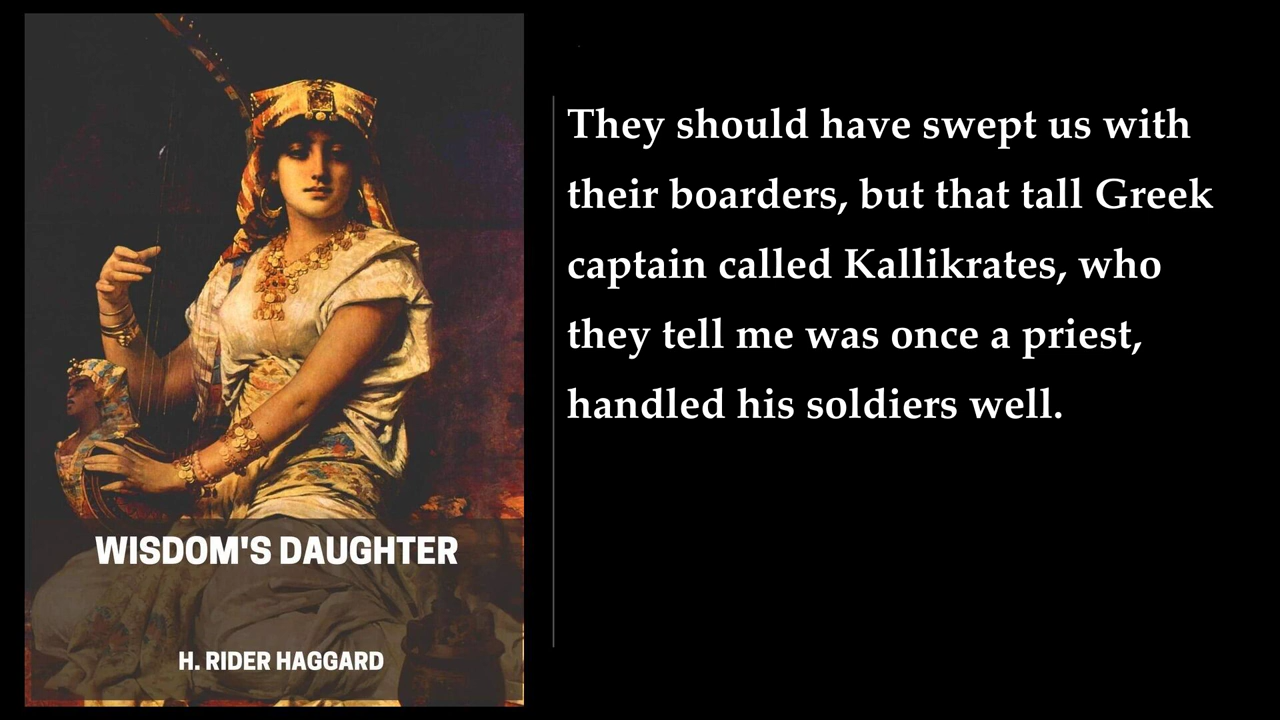 They should have swept us with
their boarders, but that tall Greek
captain called Kallikrates, who
they tell me was once a priest,
handled his soldiers well.
WISDOM'S DAUGHTER
H. RIDER HAGGARD